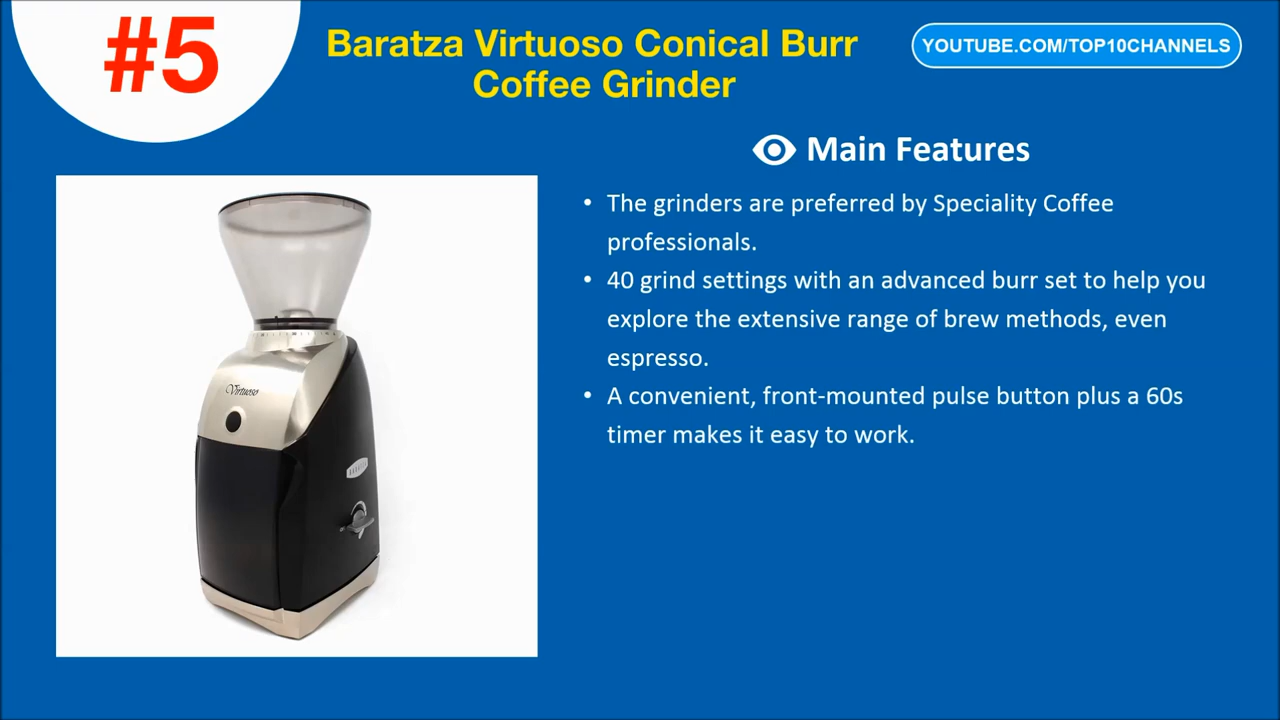 #5
Baratza Virtuoso Conical Burr
Coffee Grinder
YOUTUBE.COM/TOP10CHANNELS
Main Features
• The grinders are preferred by Speciality Coffee
professionals.
• 40 grind settings with an advanced burr set to help you
explore the extensive range of brew methods, even
espresso.
• A convenient, front-mounted pulse button plus a 60s
timer makes it easy to work.
Virtuoso